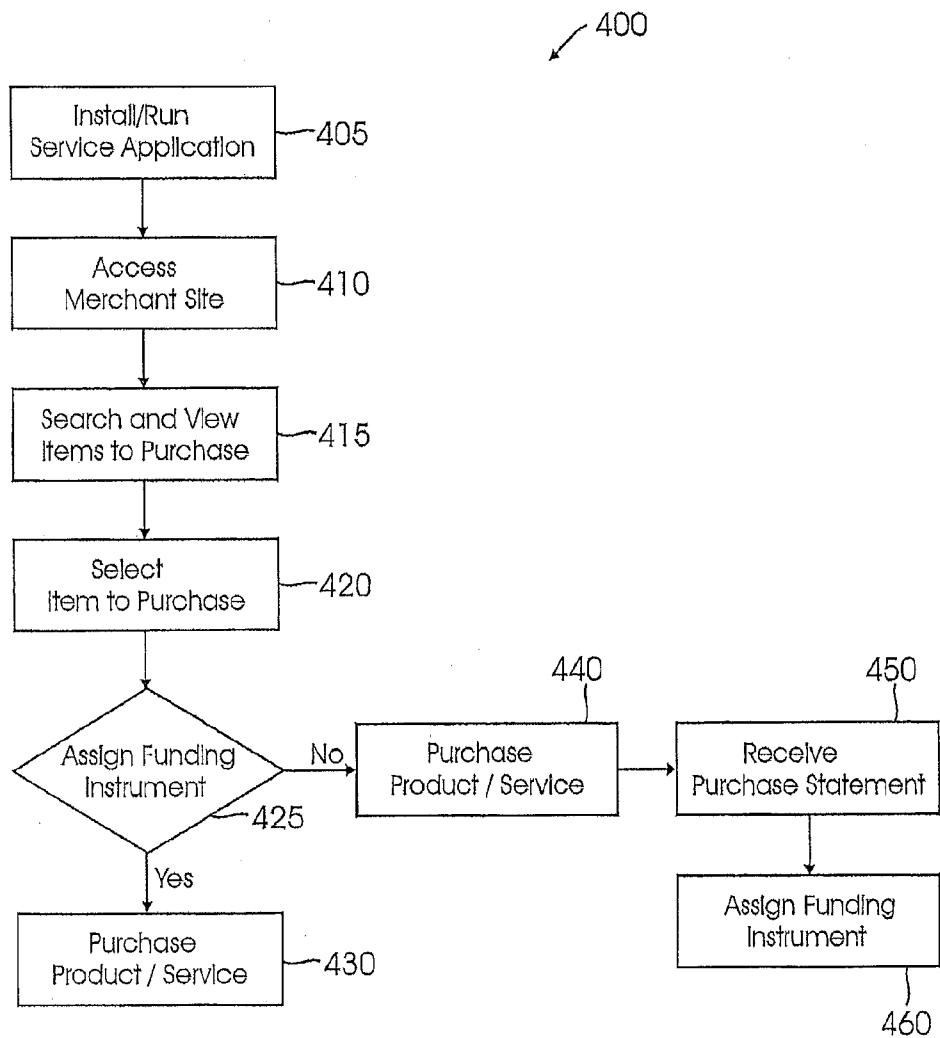 400
Install/Run
Service Application
405
Access
Merchant Site
410
Search and View
Items to Purchase
415
Select
Item to Purchase
420
Assign Funding
Instrument
425
No
Yes
Purchase
Product / Service
430
440
Purchase
Product / Service
450
Receive
Purchase Statement
Assign Funding
Instrument
460